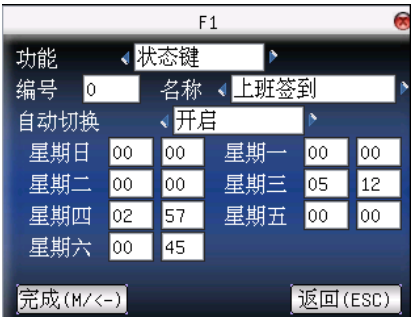 F1
功能 状态键
编号 0 名称 上班签到
自动切换 开启
星期日 00 00 星期一 00 00
星期二 00 00 星期三 05 12
星期四 02 57 星期五 00 00
星期六 00 45
完成(M/<-) 返回(ESC)